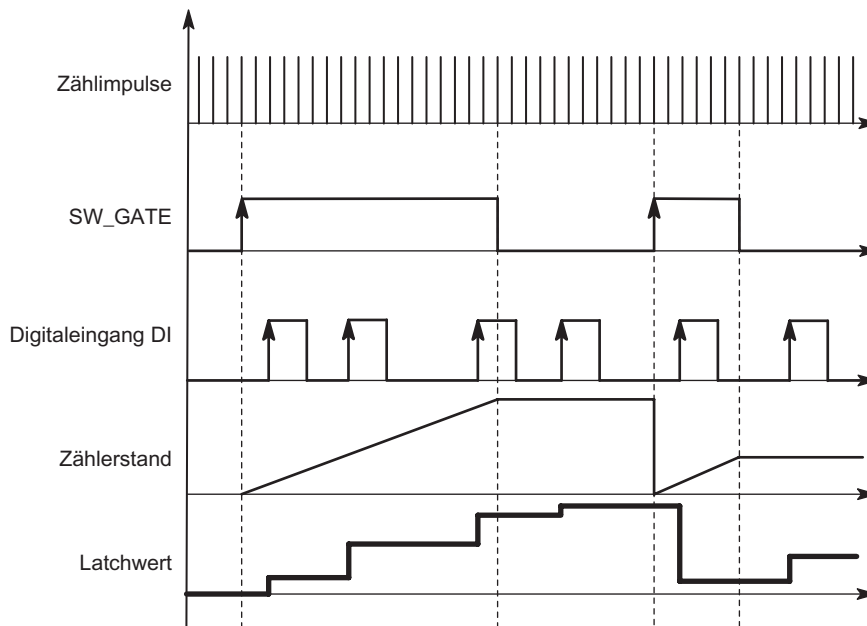 Zählimpulse
SW_GATE
Digitaleingang DI
Zählerstand
Latchwert